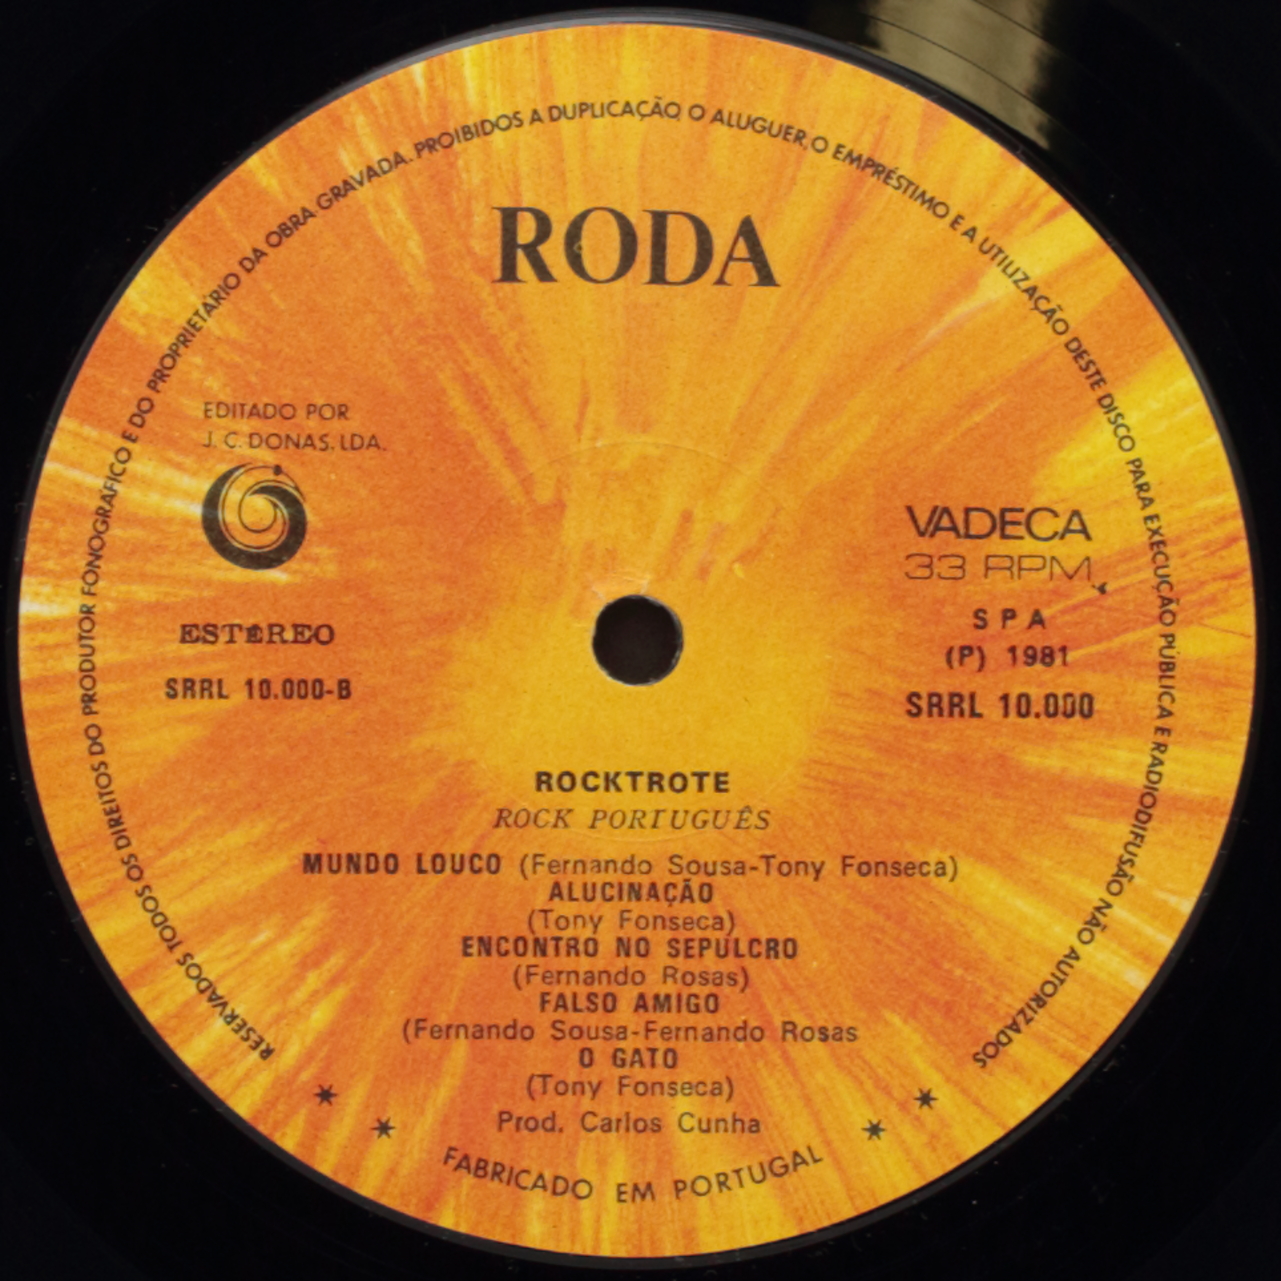 RESERVADOS TODOS OS DIREITOS DO PRODUTOR FONOGRAFICO E DO PROPRIETARIO DA OBRA GRAVADA. PROIBIDOS A DUPLICAÇÃO O ALUGUER, O EMPRÉSTIMO E A UTILIZAÇÃO DESTE DISCO PARA EXECUÇÃO PÚBLICA E RADIODIFUSÃO NÃO AUTORIZADOS
RODA
EDITADO POR
J. C. DONAS, LDA.
VADECA
33 RPM
ESTÉREO
SPA
(P) 1981
SRRL 10.000-B
SRRL 10.000
ROCKTROTE
ROCK PORTUGUÊS
MUNDO LOUCO (Fernando Sousa-Tony Fonseca)
ALUCINAÇÃO
(Tony Fonseca)
ENCONTRO NO SEPULCRO
(Fernando Rosas)
FALSO AMIGO
(Fernando Sousa-Fernando Rosas
O GATO
(Tony Fonseca)
Prod. Carlos Cunha
FABRICADO EM PORTUGAL